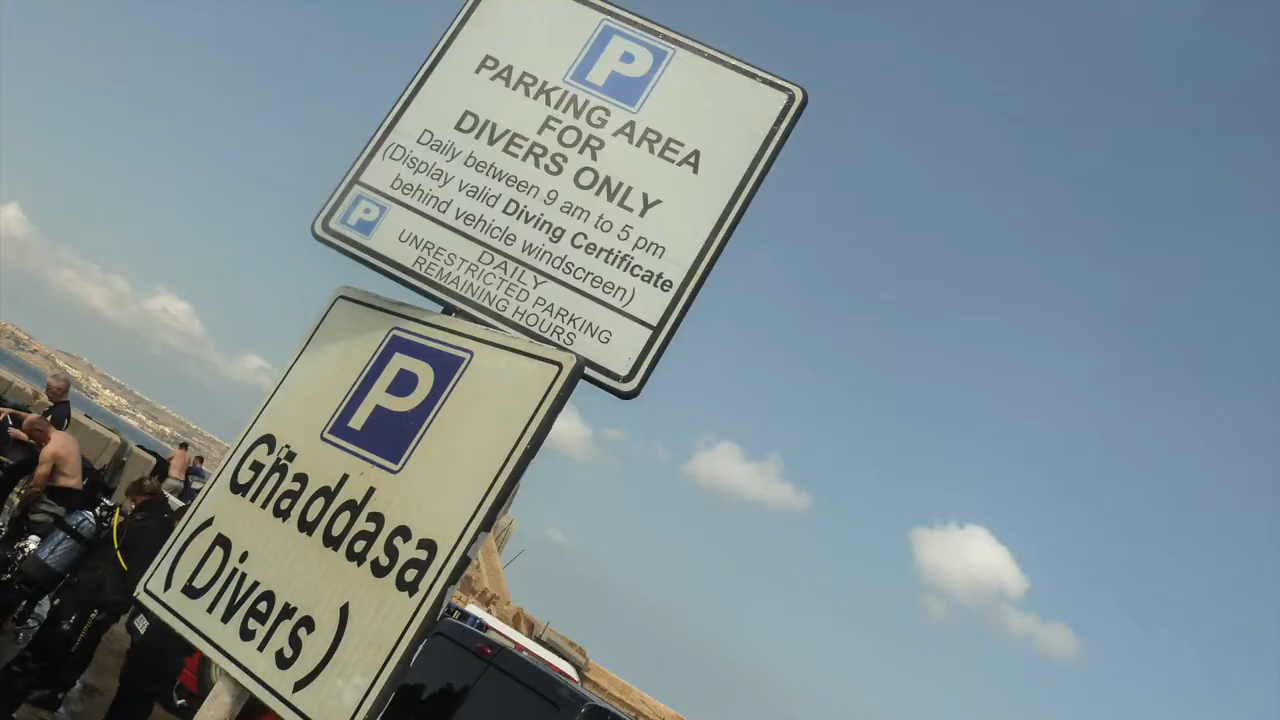 P
PARKING AREA
FOR
DIVERS ONLY
Daily between 9 am to 5 pm
(Display valid Diving Certificate
behind vehicle windscreen)
P
DAILY
UNRESTRICTED PARKING
REMAINING HOURS
P
Għaddasa
(Divers)